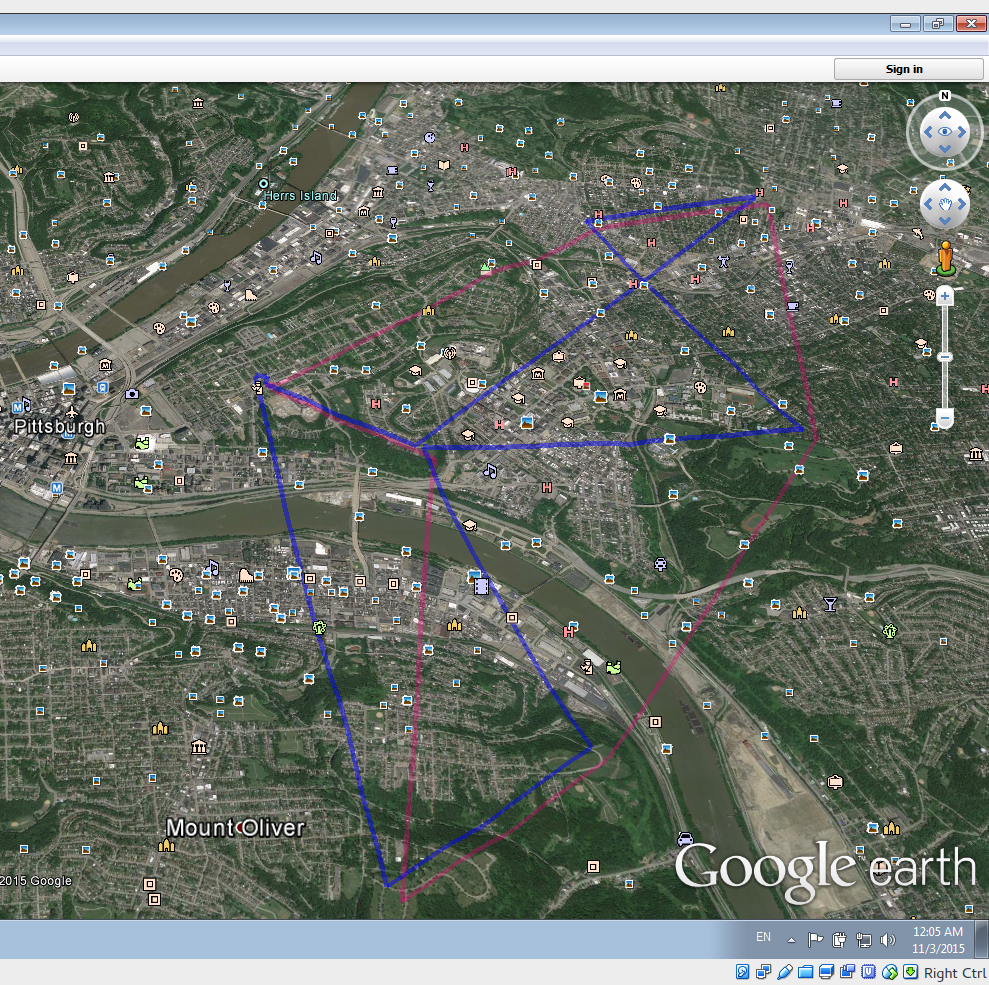 Sign in
N
Herrs Island
Pittsburgh
Mount Oliver
2015 Google
Google earth
™
EN
12:05 AM
11/3/2015
Right Ctrl